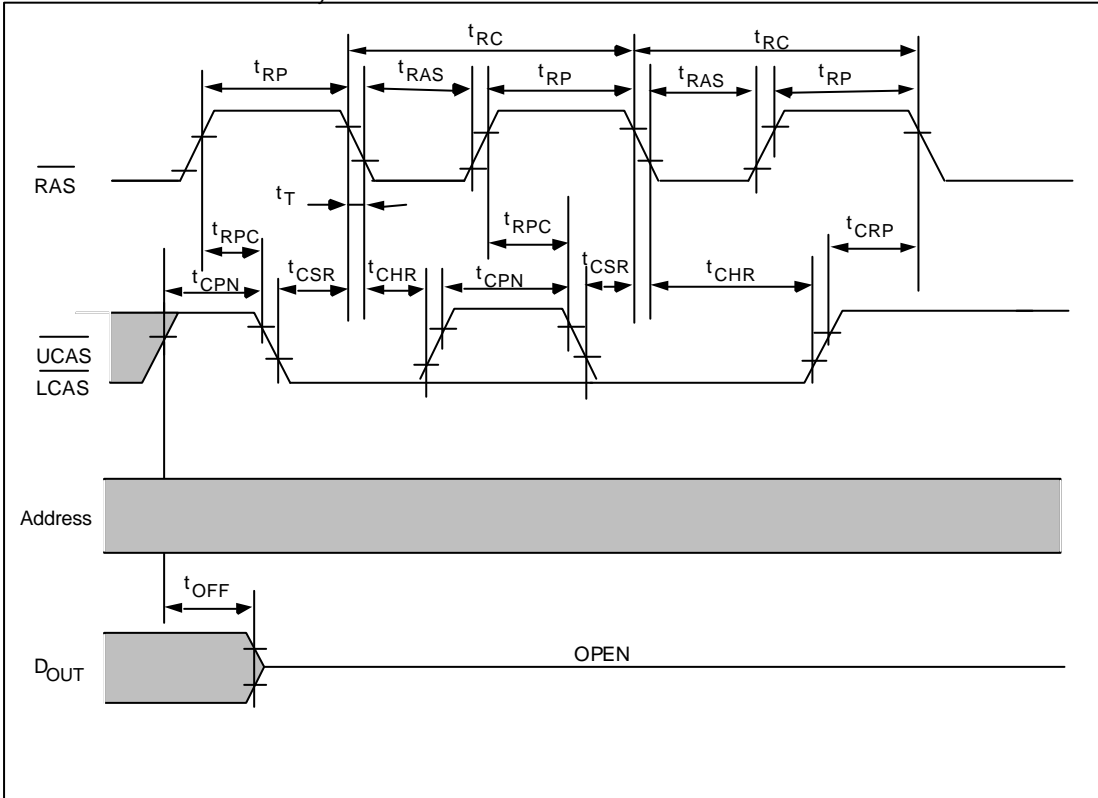 tRC tRC
tRP tRAS tRP tRAS tRP
RAS
tT
tRPC tRPC tCRP
tCPN tCSR tCHR tCPN tCSR tCHR
UCAS
LCAS
Address
tOFF
DOUT OPEN